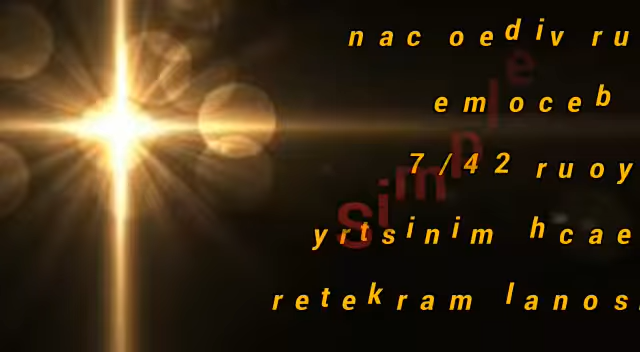 nac oediv ru
emoceb
7/42 ruoy
yrtsinim hcae
retekram lanos
simple